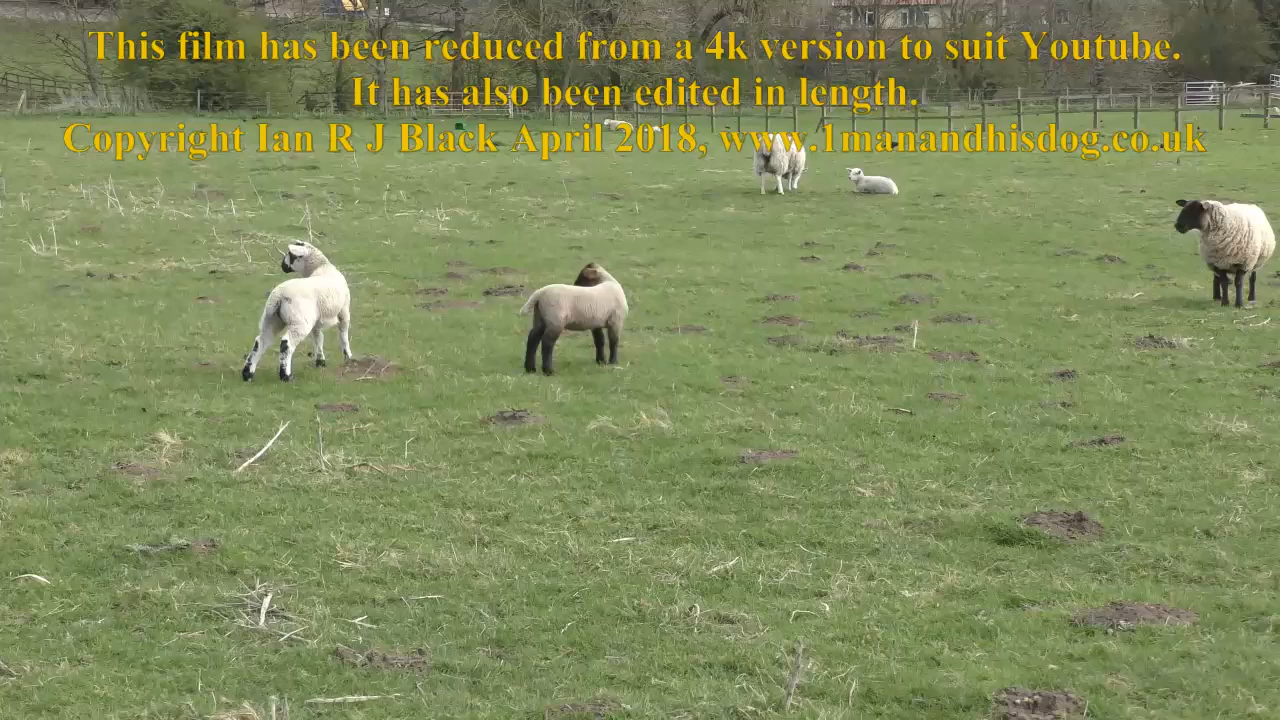 This film has been reduced from a 4k version to suit Youtube.
It has also been edited in length.
Copyright Ian R J Black April 2018, www.1manandhisdog.co.uk